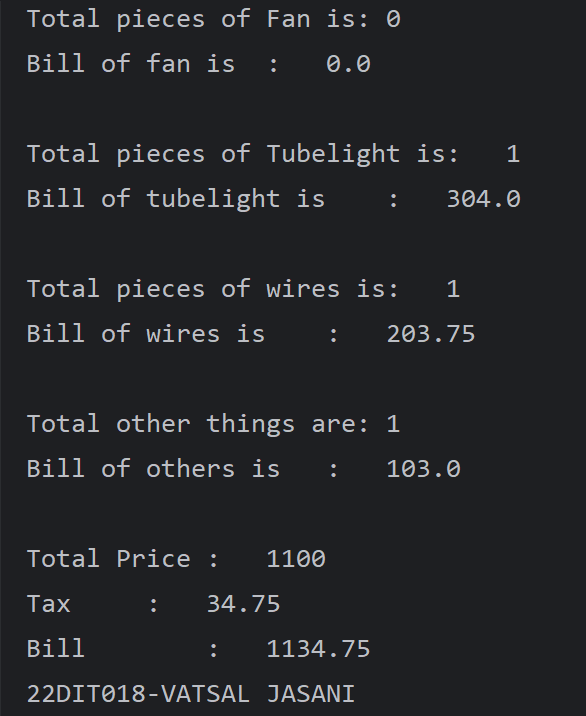 Total pieces of Fan is: 0
Bill of fan is  :   0.0
Total pieces of Tubelight is:   1
Bill of tubelight is    :   304.0
Total pieces of wires is:   1
Bill of wires is    :   203.75
Total other things are: 1
Bill of others is   :   103.0
Total Price :   1100
Tax     :   34.75
Bill        :   1134.75
22DIT018-VATSAL JASANI